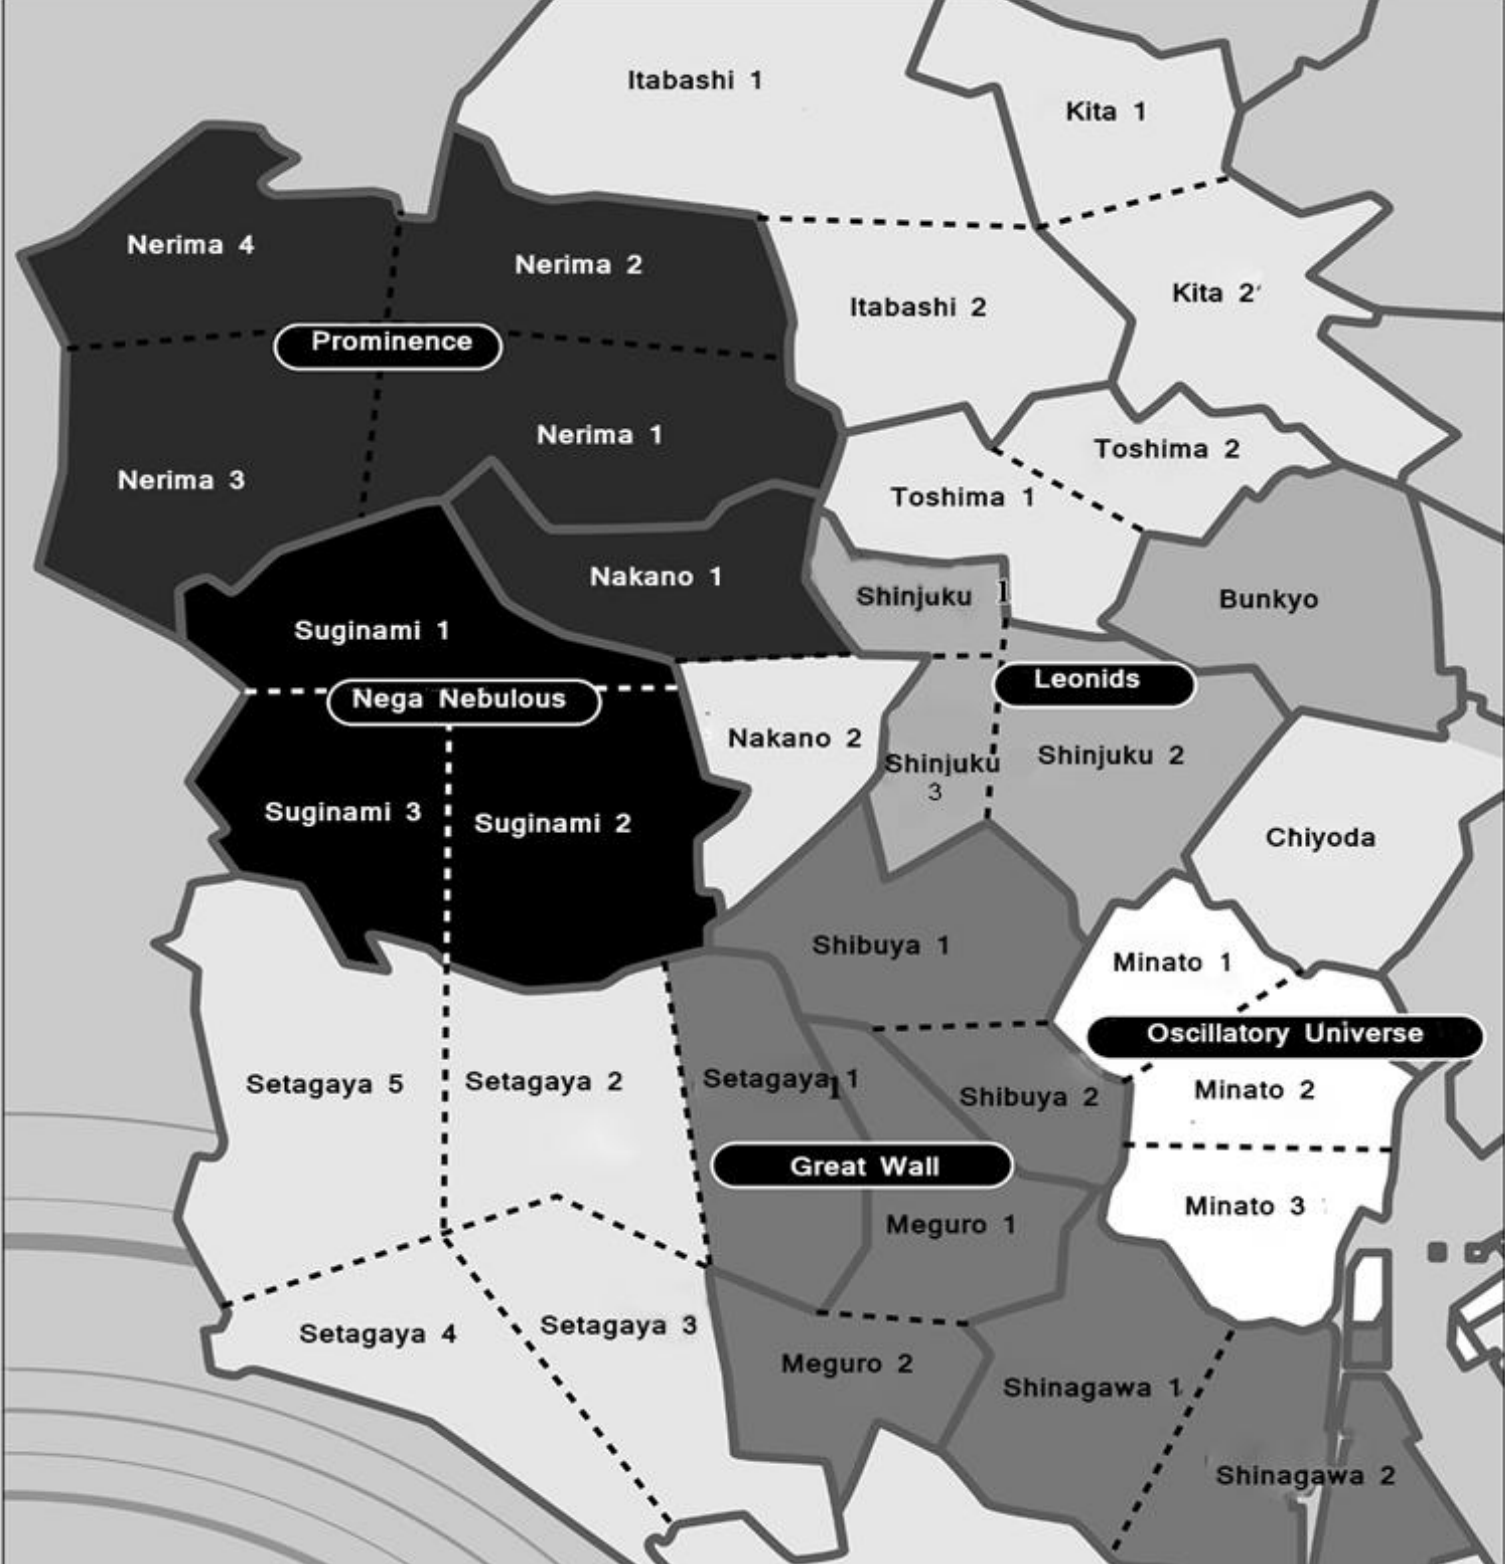 Itabashi 1
Kita 1
Nerima 4
Nerima 2
Itabashi 2
Kita 2
Prominence
Nerima 1
Toshima 2
Nerima 3
Toshima 1
Nakano 1
Shinjuku 1
Bunkyo
Suginami 1
Leonids
Nega Nebulous
Nakano 2
Shinjuku 2
Shinjuku
3
Suginami 3
Suginami 2
Chiyoda
Shibuya 1
Minato 1
Oscillatory Universe
Setagaya 5
Setagaya 2
Setagaya 1 1
Shibuya 2
Minato 2
Great Wall
Minato 3
Meguro 1
Setagaya 4
Setagaya 3
Meguro 2
Shinagawa 1
Shinagawa 2